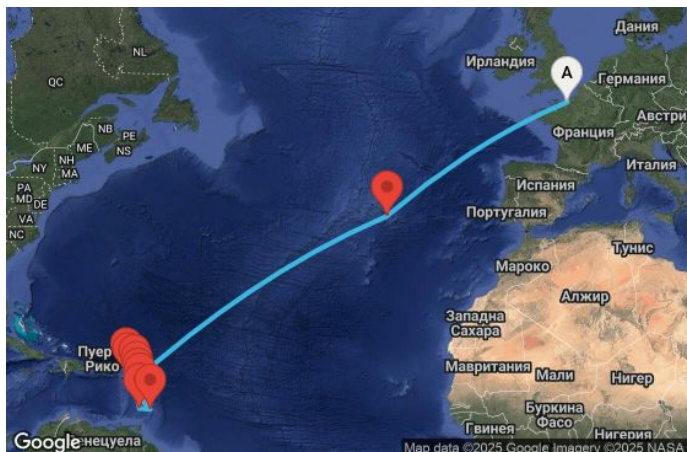 Дания
NL
Ирландия
A
QC
Германия
Австри
NB
PE
Франция
ME
NS
NY
NH
Италия
MA
PA
Испания
MD
DE
VA
Португалия
NC
Тунис
Мароко
Алжир
Западна
Сахара
Пуер
Рико
Мавритания
Мали
Нигер
Буркина
Фасо
Гвинея
Нигерия
Google
енецуела
Map data ©2025 Google Imagery ©2025 NASA